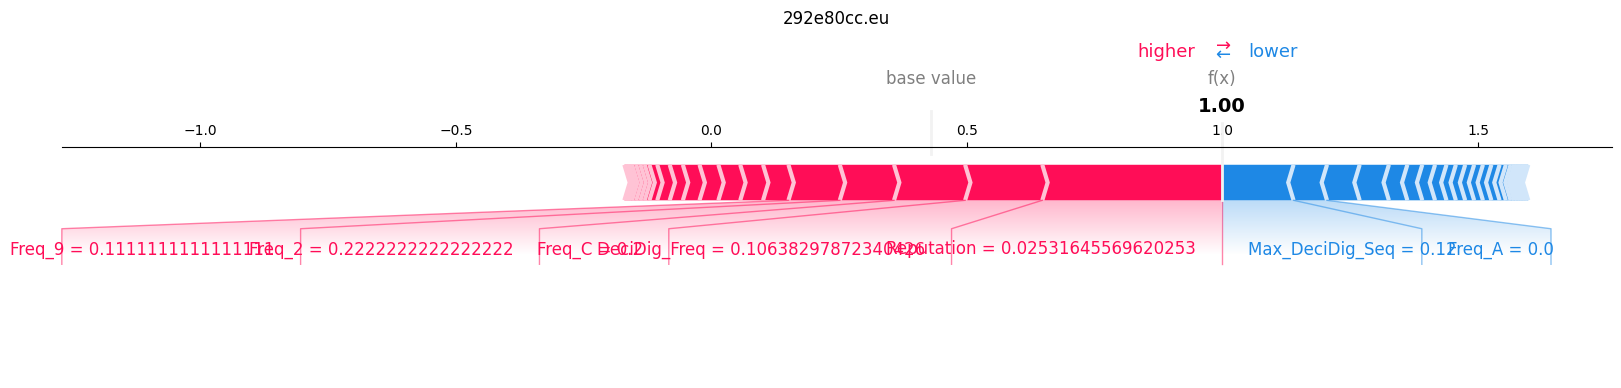 292e80cc.eu
higher ⇄ lower
base value f(x)
1.00
−1.0 −0.5 0.0 0.5 1.0 1.5
Freq_9 = 0.1111111111111111 Freq_2 = 0.2222222222222222 Freq_C = 0.2 DeciDig_Freq = 0.10638297872340426 Reputation = 0.02531645569620253 Max_DeciDig_Seq = 0.12 Freq_A = 0.0